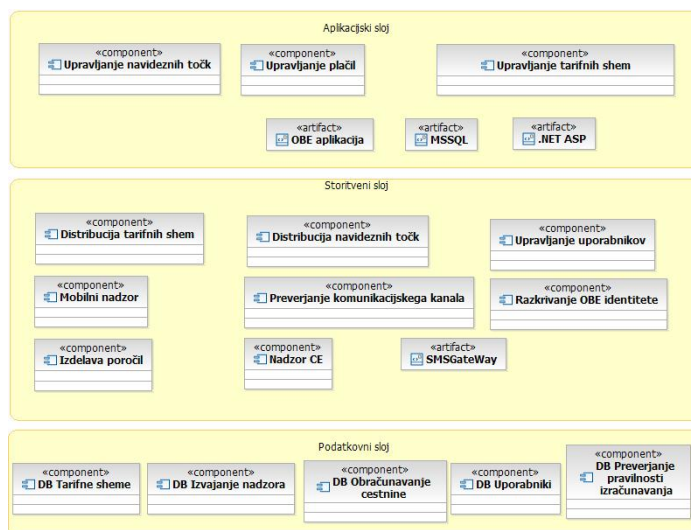 Aplikacijski sloj
«component»
Upravljanje navideznih točk
«component»
Upravljanje plačil
«component»
Upravljanje tarifnih shem
«artifact»
OBE aplikacija
«artifact»
MSSQL
«artifact»
.NET ASP
Storitveni sloj
«component»
Distribucija tarifnih shem
«component»
Distribucija navideznih točk
«component»
Upravljanje uporabnikov
«component»
Mobilni nadzor
«component»
Preverjanje komunikacijskega kanala
«component»
Razkrivanje OBE identitete
«component»
Izdelava poročil
«component»
Nadzor CE
«artifact»
SMSGateWay
Podatkovni sloj
«component»
DB Tarifne sheme
«component»
DB Izvajanje nadzora
«component»
DB Obračunavanje
cestnine
«component»
DB Uporabniki
«component»
DB Preverjanje
pravilnosti
izračunavanja